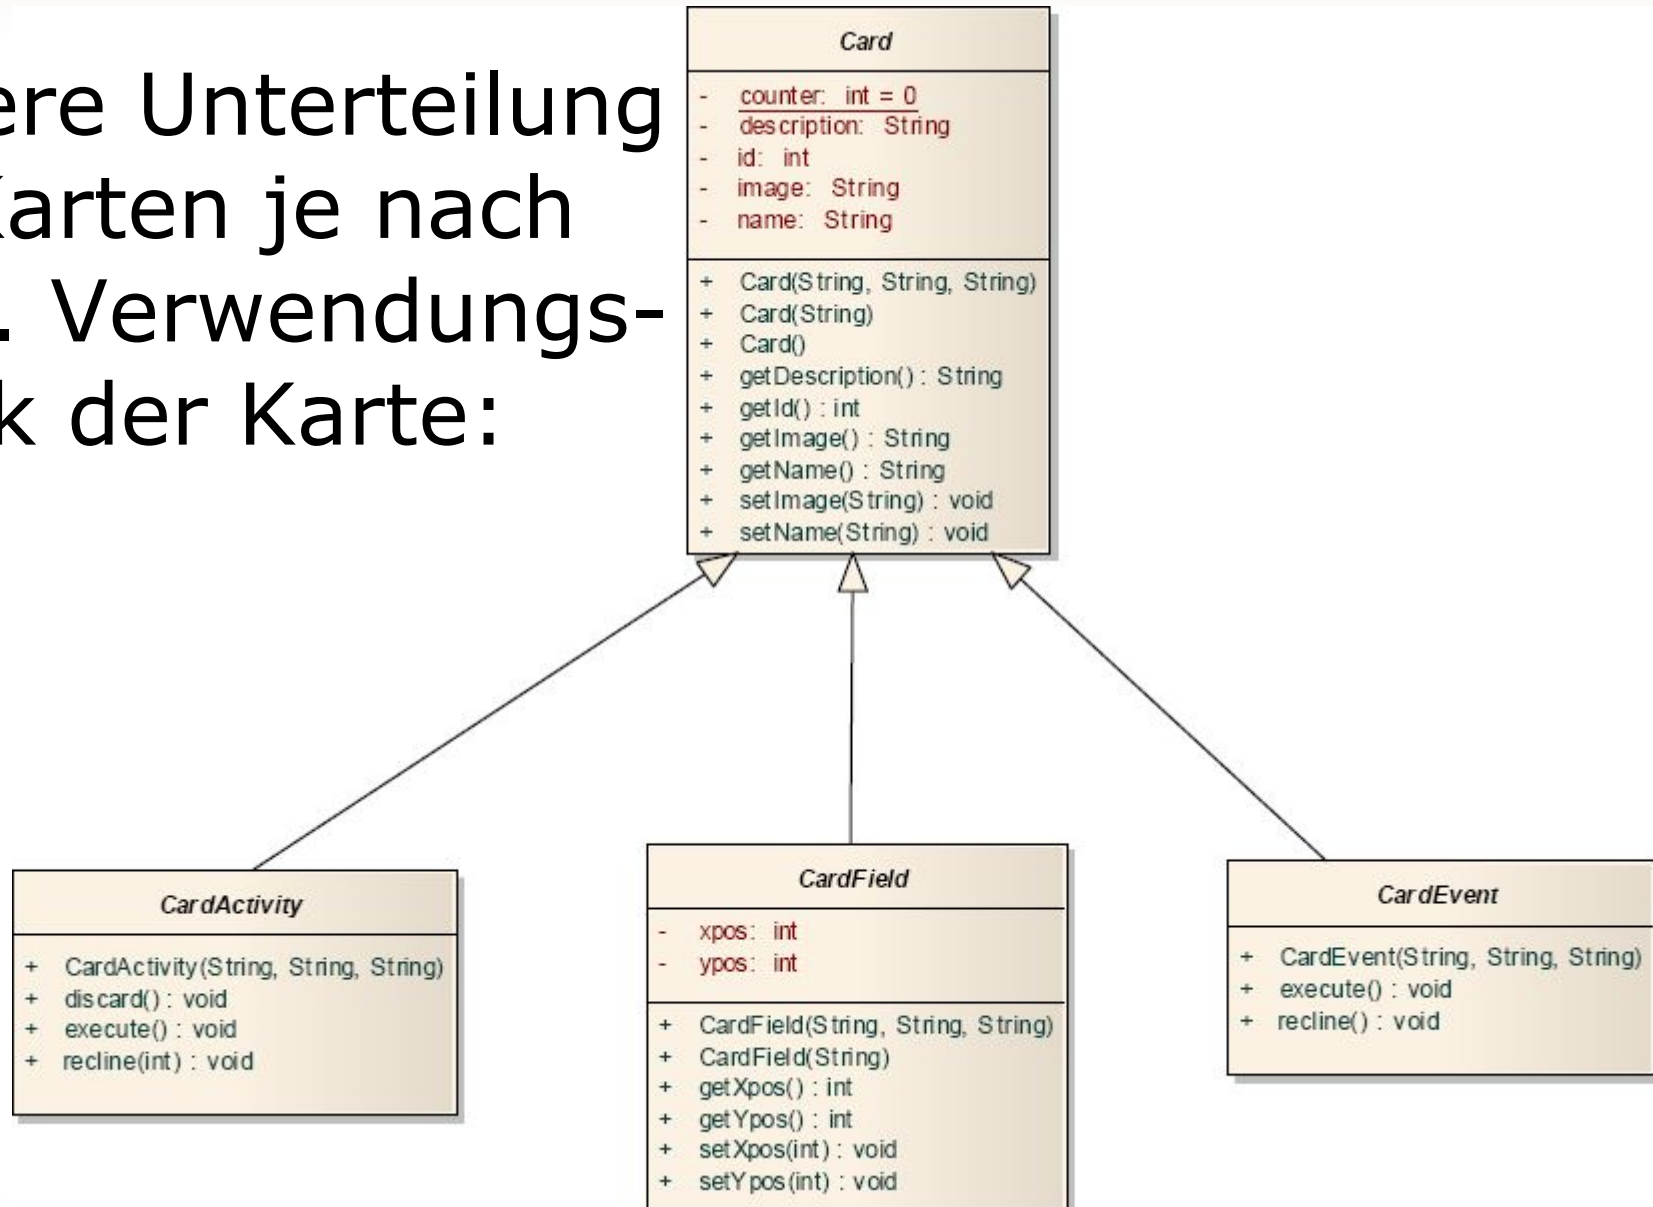 ere Unterteilung
Karten je nach
. Verwendungs-
k der Karte:
Card
- counter: int = 0
- description: String
- id: int
- image: String
- name: String
+ Card(String, String, String)
+ Card(String)
+ Card()
+ getDescription() : String
+ getId() : int
+ getImage() : String
+ getName() : String
+ setImage(String) : void
+ setName(String) : void
CardActivity
+ CardActivity(String, String, String)
+ discard() : void
+ execute() : void
+ recline(int) : void
CardField
- xpos: int
- ypos: int
+ CardField(String, String, String)
+ CardField(String)
+ getXpos() : int
+ getYpos() : int
+ setXpos(int) : void
+ setYpos(int) : void
CardEvent
+ CardEvent(String, String, String)
+ execute() : void
+ recline() : void